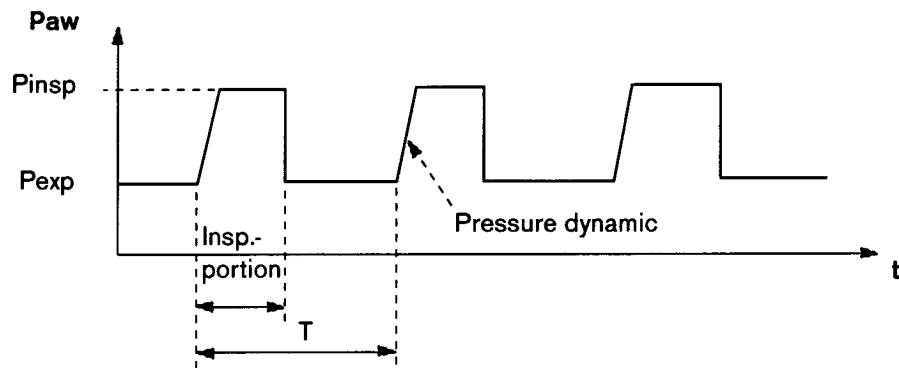 Paw
Pinsp
Pexp
Pressure dynamic
Insp.-
portion
t
T